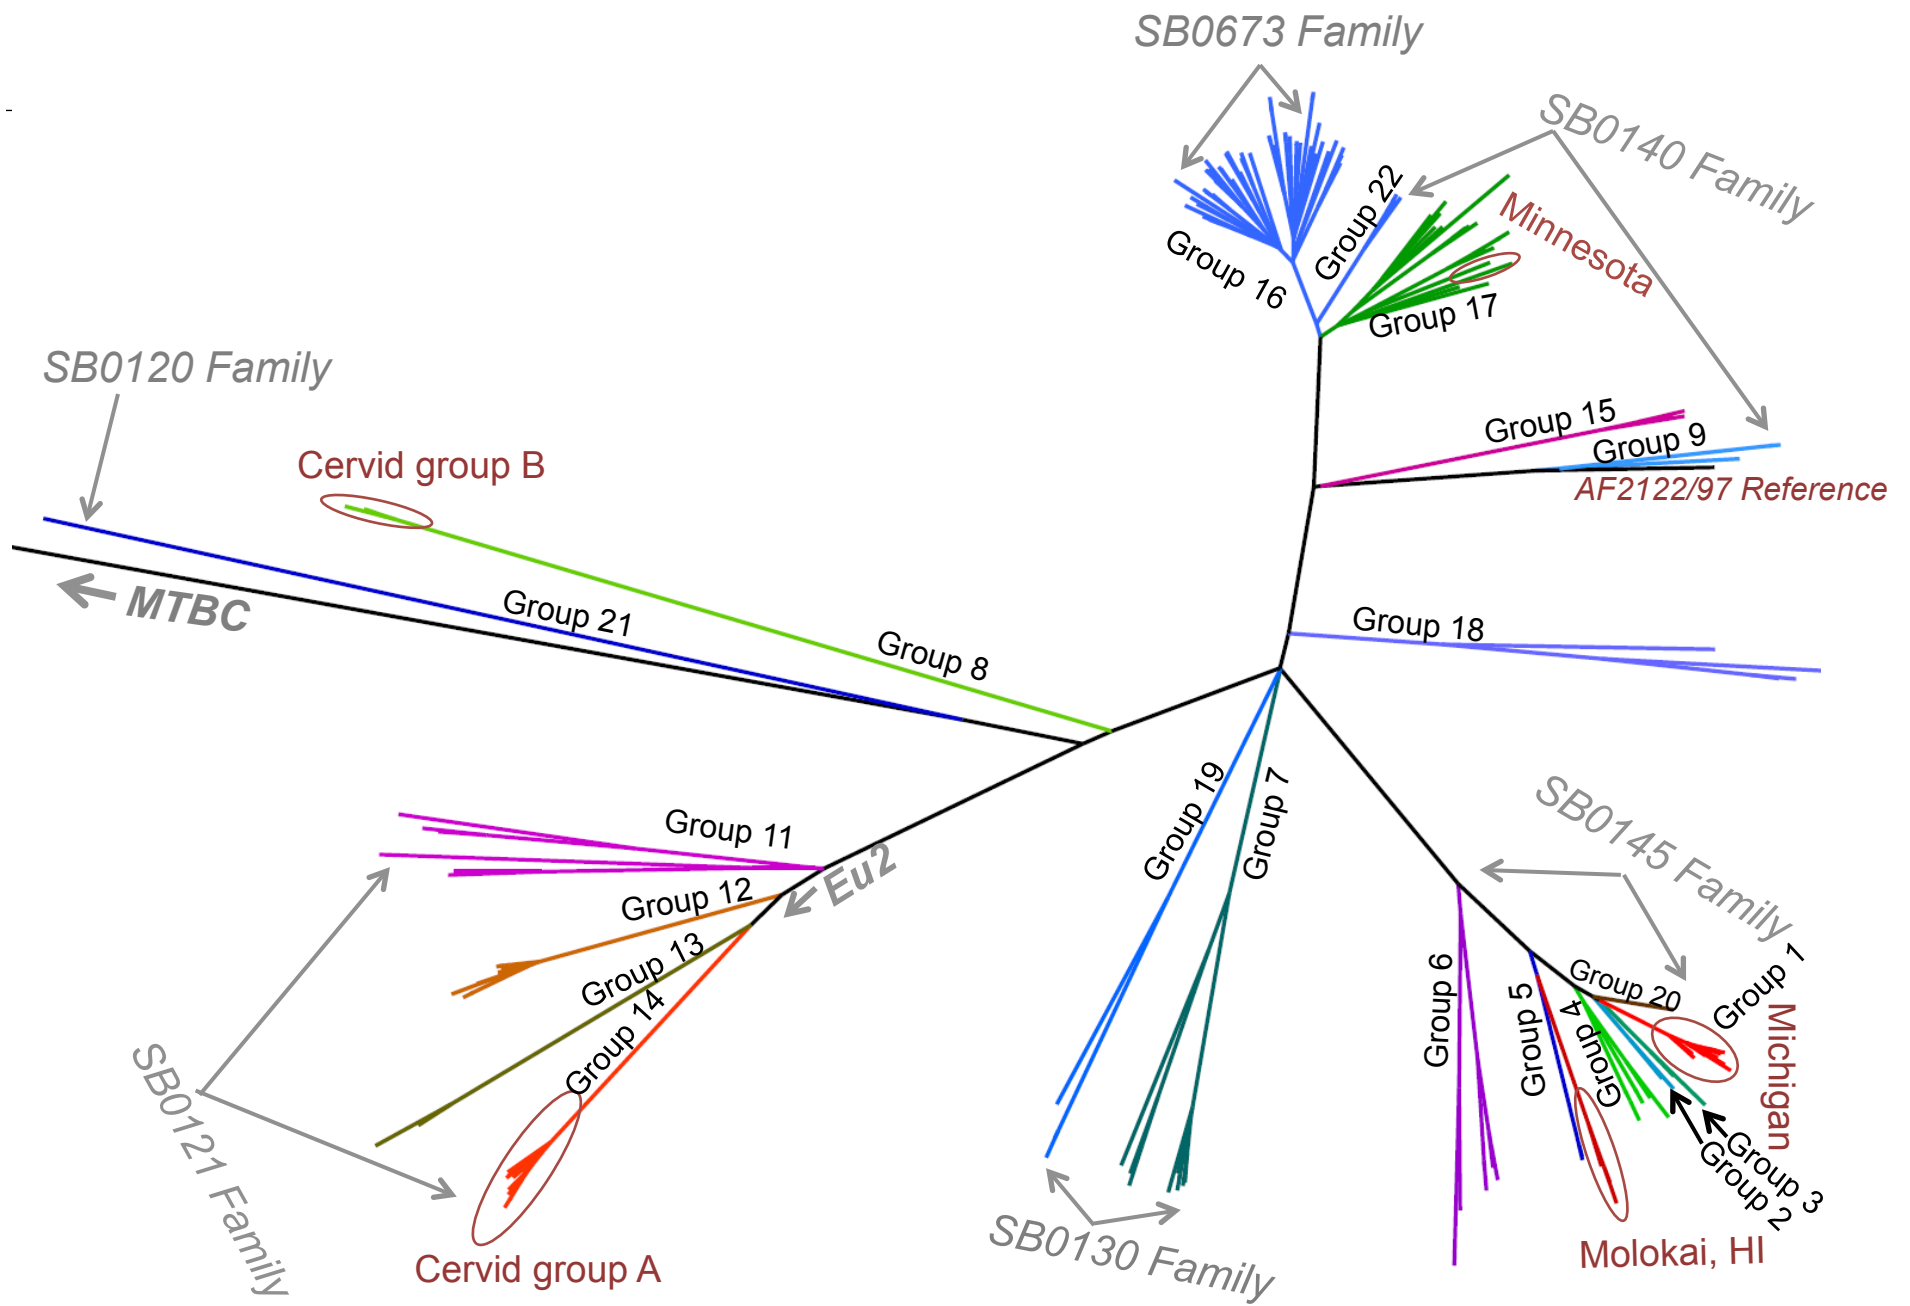 SB0673 Family
SB0140 Family
Group 22
Minnesota
Group 16
Group 17
SB0120 Family
Group 15
Group 9
Cervid group B
AF2122/97 Reference
MTBC
Group 21
Group 8
Group 18
Group 19
Group 7
SB0145 Family
Group 11
Eu2
Group 12
Group 13
Group 14
Group 6
Group 5
Group 4
Group 20
Group 1
Michigan
Group 3
Group 2
SB0121 Family
SB0130 Family
Molokai, HI
Cervid group A